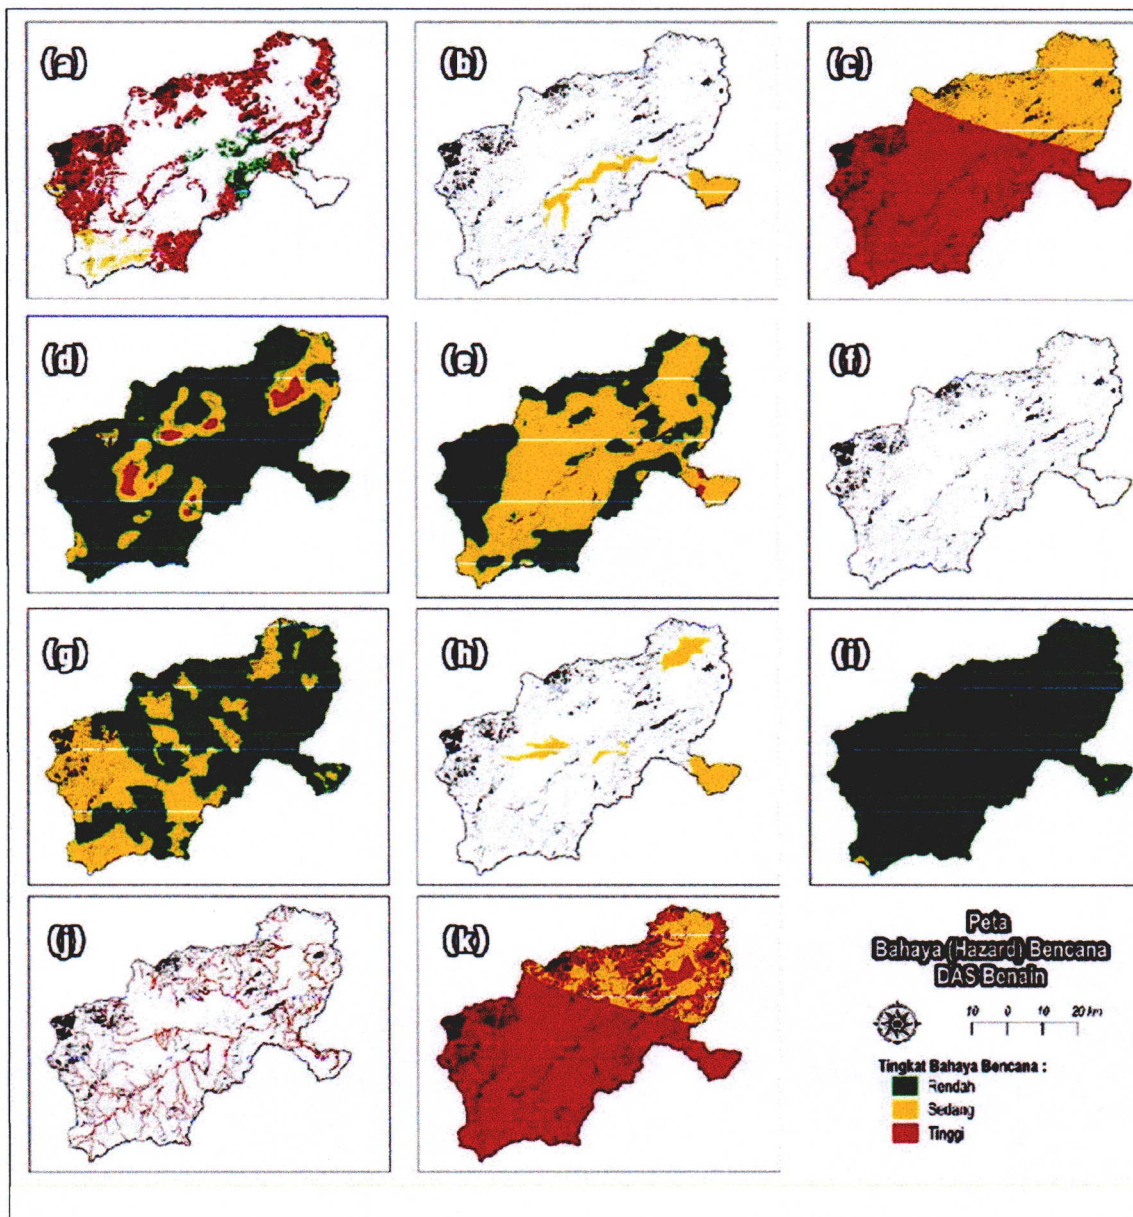 (a)
(b)
(c)
(d)
(e)
(f)
(g)
(h)
(i)
(j)
(k)
Peta
Bahaya (Hazard) Bencana
DAS Benain
10 0 10 20 km
Tingkat Bahaya Bencana :
Rendah
Sedang
Tinggi